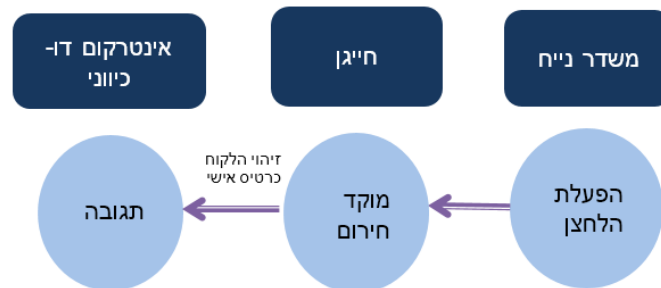 משדר נייח
חייגן
אינטרקום דו-
כיווני
הפעלת
הלחצן
מוקד
חירום
זיהוי הלקוח
כרטיס אישי
תגובה